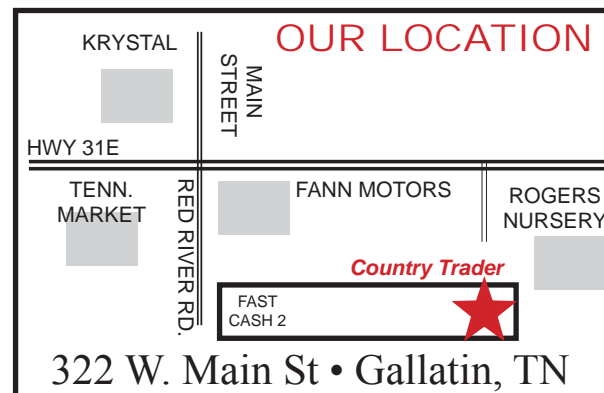 OUR LOCATION
KRYSTAL
MAIN
STREET
HWY 31E
TENN.
MARKET
RED RIVER RD.
FANN MOTORS
ROGERS
NURSERY
Country Trader
FAST
CASH 2
322 W. Main St • Gallatin, TN